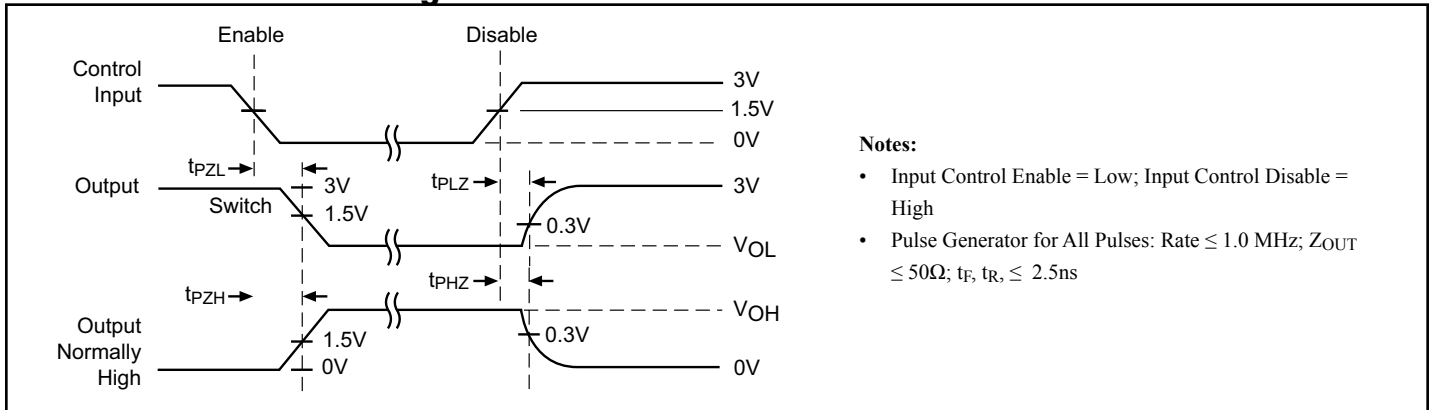 Enable
Disable
Control
Input
3V
1.5V
0V
tPZL
tPLZ
Output
3V
3V
Switch
1.5V
0.3V
VOL
tPZH
tPHZ
VOH
Output
Normally
High
1.5V
0V
0.3V
0V
Notes:
• Input Control Enable = Low; Input Control Disable =
High
• Pulse Generator for All Pulses: Rate ≤ 1.0 MHz; ZOUT
≤ 50Ω; tF, tR, ≤ 2.5ns